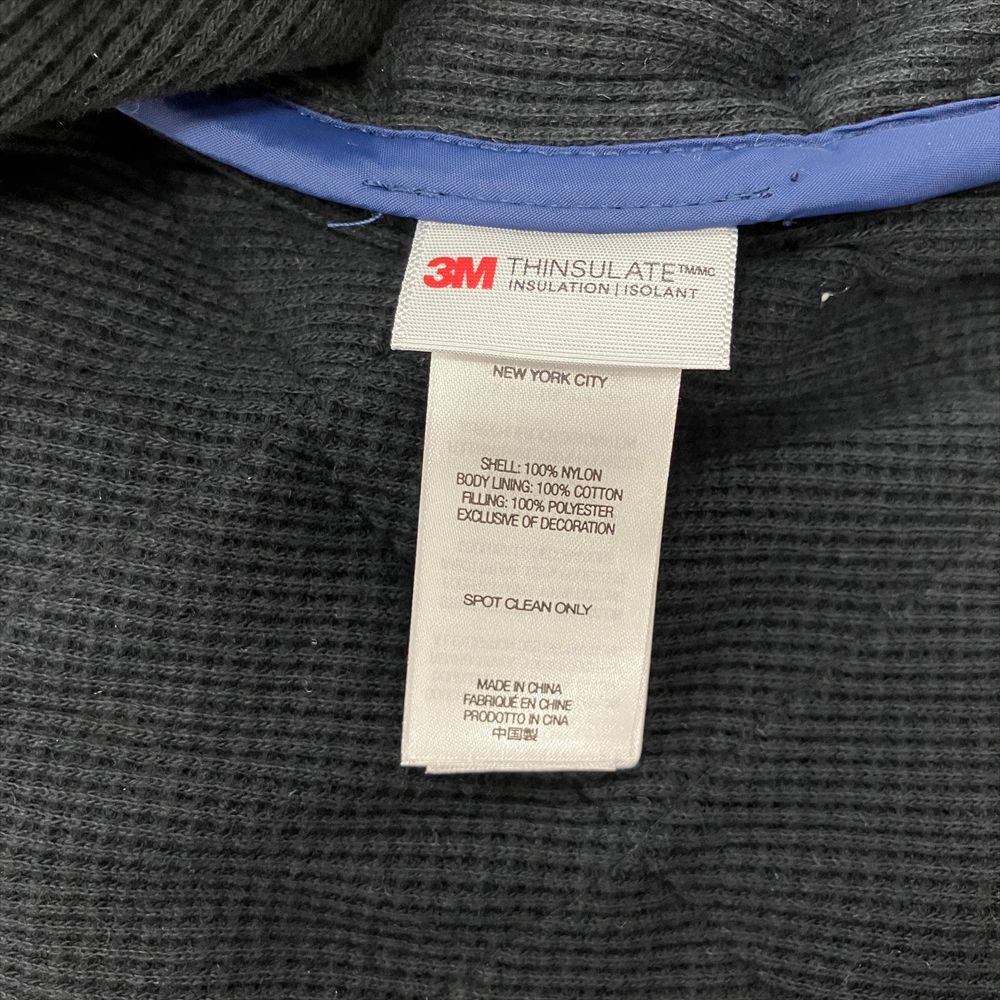 3M THINSULATE™/MC
INSULATION | ISOLANT
NEW YORK CITY
SHELL: 100% NYLON
BODY LINING: 100% COTTON
FILLING: 100% POLYESTER
EXCLUSIVE OF DECORATION
SPOT CLEAN ONLY
MADE IN CHINA
FABRIQUÉ EN CHINE
PRODOTTO IN CINA
中国製